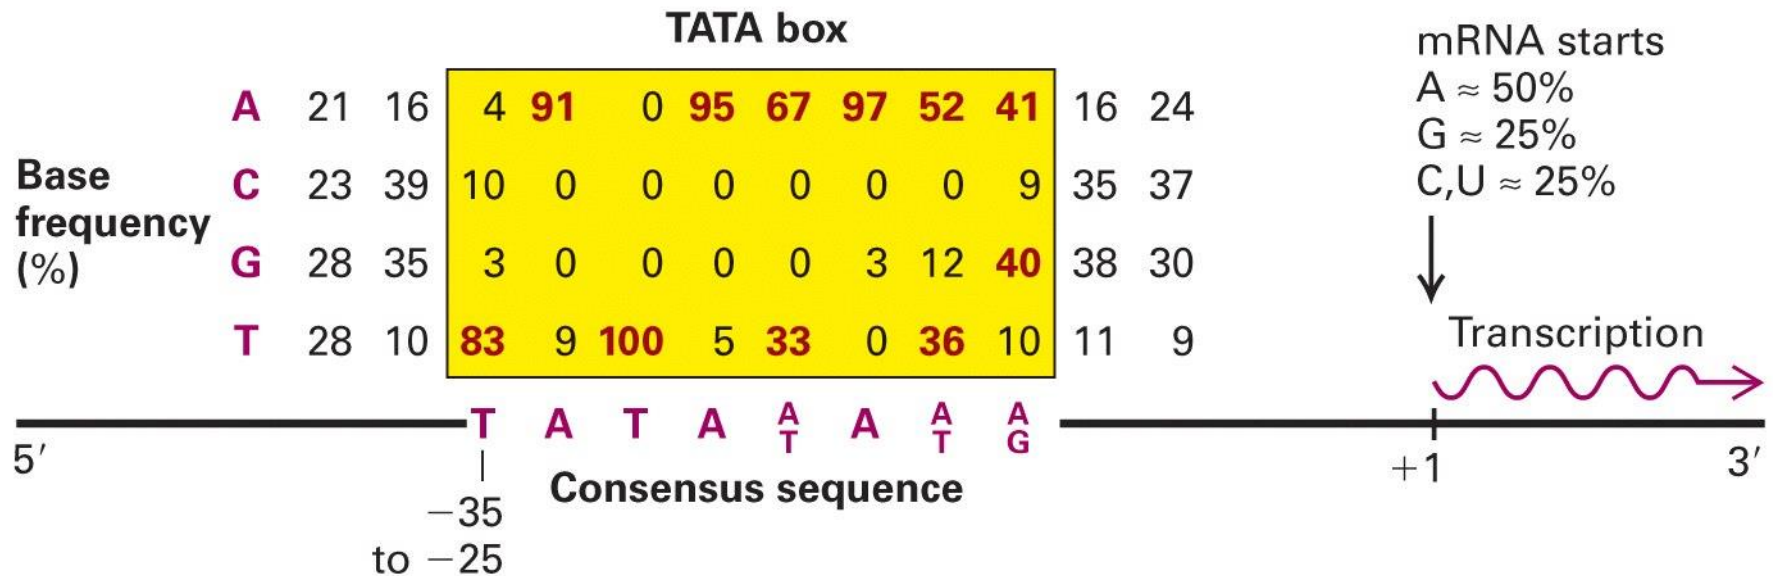 TATA box
mRNA starts
A ≈ 50%
G ≈ 25%
C,U ≈ 25%
Base
frequency
(%)
A 21 16 4 91 0 95 67 97 52 41 16 24
C 23 39 10 0 0 0 0 0 0 9 35 37
G 28 35 3 0 0 0 0 3 12 40 38 30
T 28 10 83 9 100 5 33 0 36 10 11 9
Transcription
T A T A A/T A A/T A/G
5′
+1
3′
Consensus sequence
−35
to −25